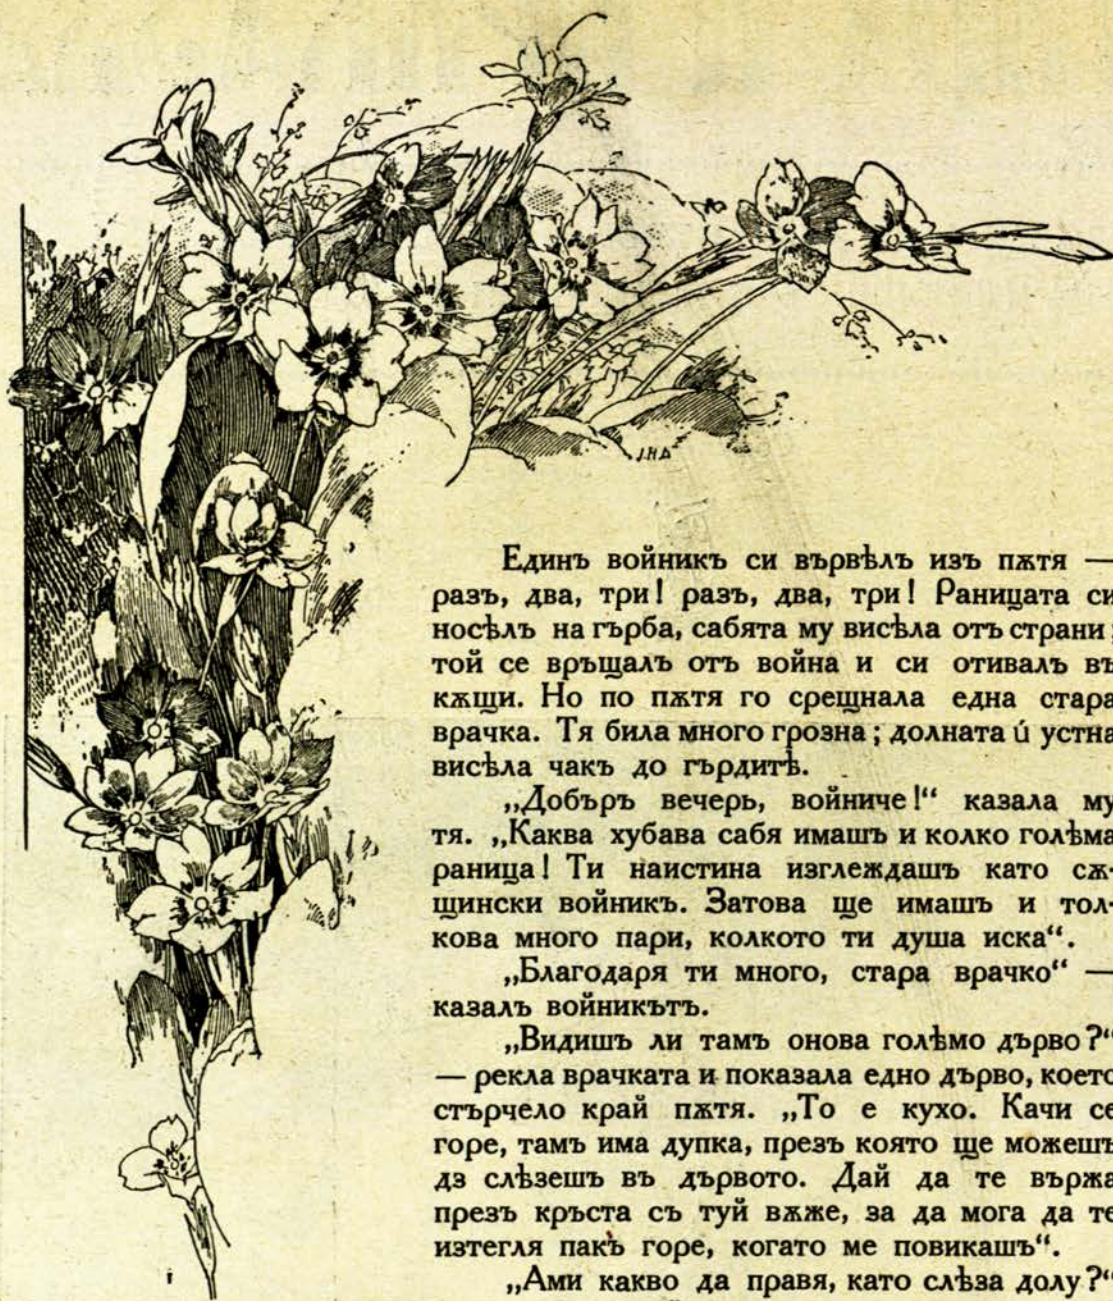 І.Н.Д
Единъ войникъ си вървѣлъ изъ пѫтя —
разъ, два, три! разъ, два, три! Раницата си
носѣлъ на гърба, сабята му висѣла отъ страни;
той се връщалъ отъ война и си отивалъ въ
кѫщи. Но по пѫтя го срещнала една стара
врачка. Тя била много грозна; долната ѝ устна
висѣла чакъ до гърдитѣ.
„Добъръ вечерь, войниче!“ казала му
тя. „Каква хубава сабя имашъ и колко голѣма
раница! Ти наистина изглеждашъ като сѫ-
щински войникъ. Затова ще имашъ и тол-
кова много пари, колкото ти душа иска“.
„Благодаря ти много, стара врачко“ —
казалъ войникътъ.
„Видишъ ли тамъ онова голѣмо дърво?“
— рекла врачката и показала едно дърво, което
стърчело край пѫтя. „То е кухо. Качи се
горе, тамъ има дупка, презъ която ще можешъ
дз слѣзешъ въ дървото. Дай да те вържа
презъ кръста съ туй вѫже, за да мога да те
изтегля пакъ горе, когато ме повикашъ“.
„Ами какво да правя, като слѣза долу?“